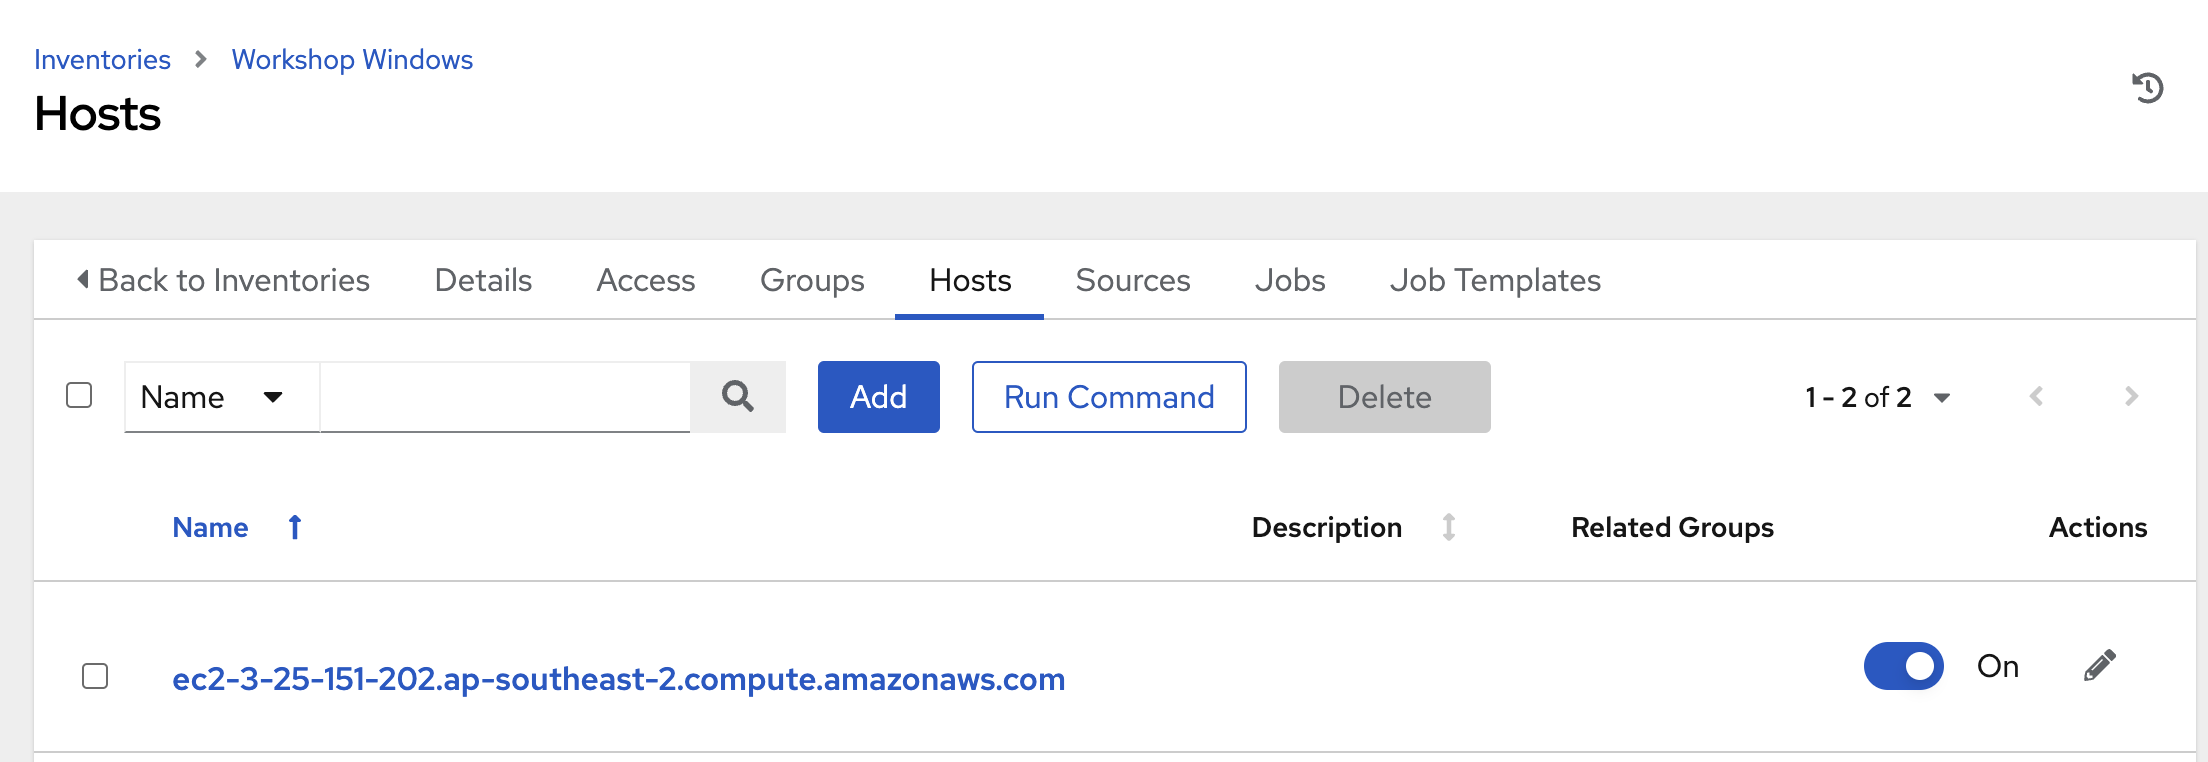 Inventories > Workshop Windows
Hosts
Back to Inventories Details Access Groups Hosts Sources Jobs Job Templates
Name Add Run Command Delete 1 - 2 of 2
Name Description Related Groups Actions
ec2-3-25-151-202.ap-southeast-2.compute.amazonaws.com On